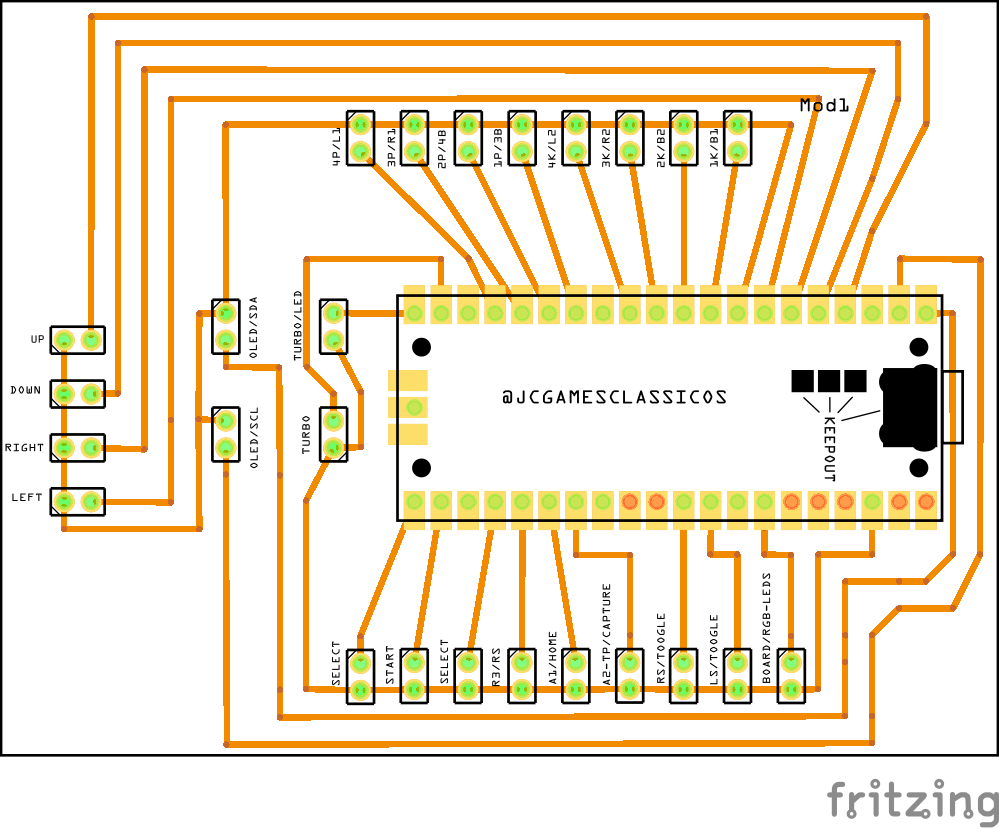 Mod1
4P/L1
3P/R1
2P/4B
1P/3B
4K/L2
3K/R2
2K/B2
1K/B1
OLED/SDA
TURBO/LED
UP
DOWN
RIGHT
LEFT
OLED/SCL
TURBO
@JCGAMESCLASSICOS
KEEPOUT
SELECT
START
SELECT
R3/RS
A1/HOME
A2-TP/CAPTURE
RS/TOOGLE
LS/TOOGLE
BOARD/RGB-LEDS
fritzing